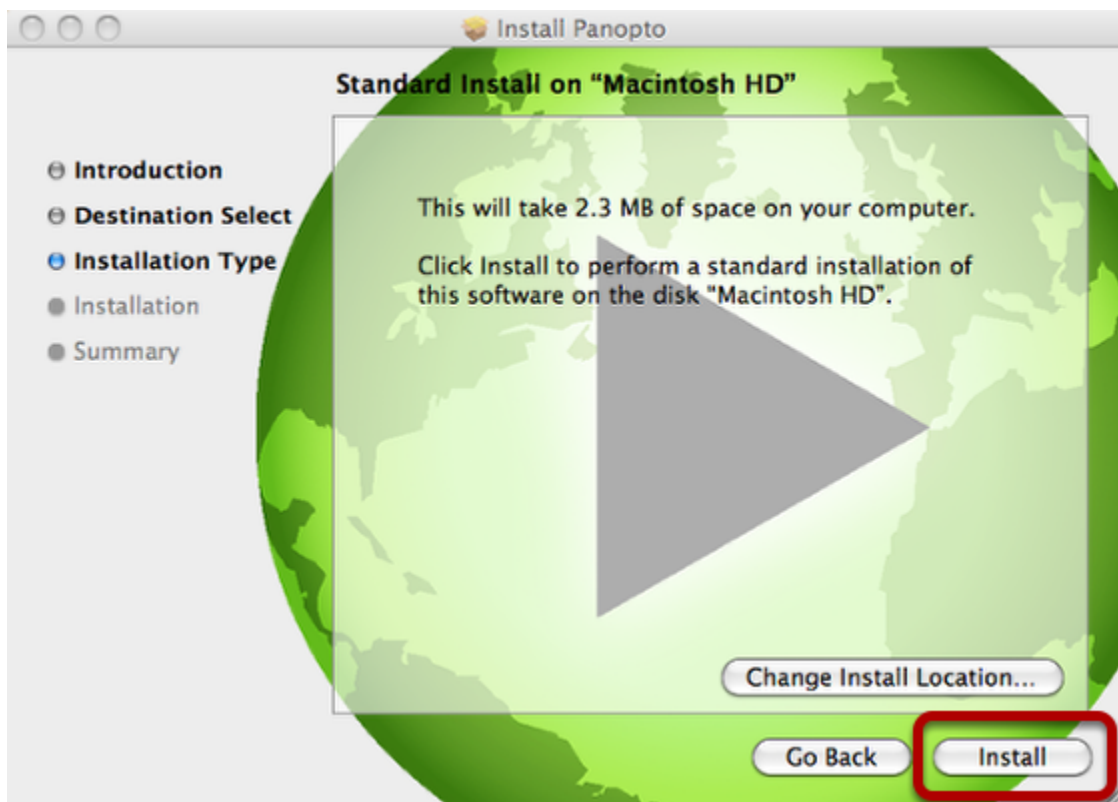 Install Panopto
Standard Install on “Macintosh HD”
Introduction
Destination Select
Installation Type
Installation
Summary
This will take 2.3 MB of space on your computer.
Click Install to perform a standard installation of
this software on the disk "Macintosh HD".
Change Install Location...
Go Back
Install